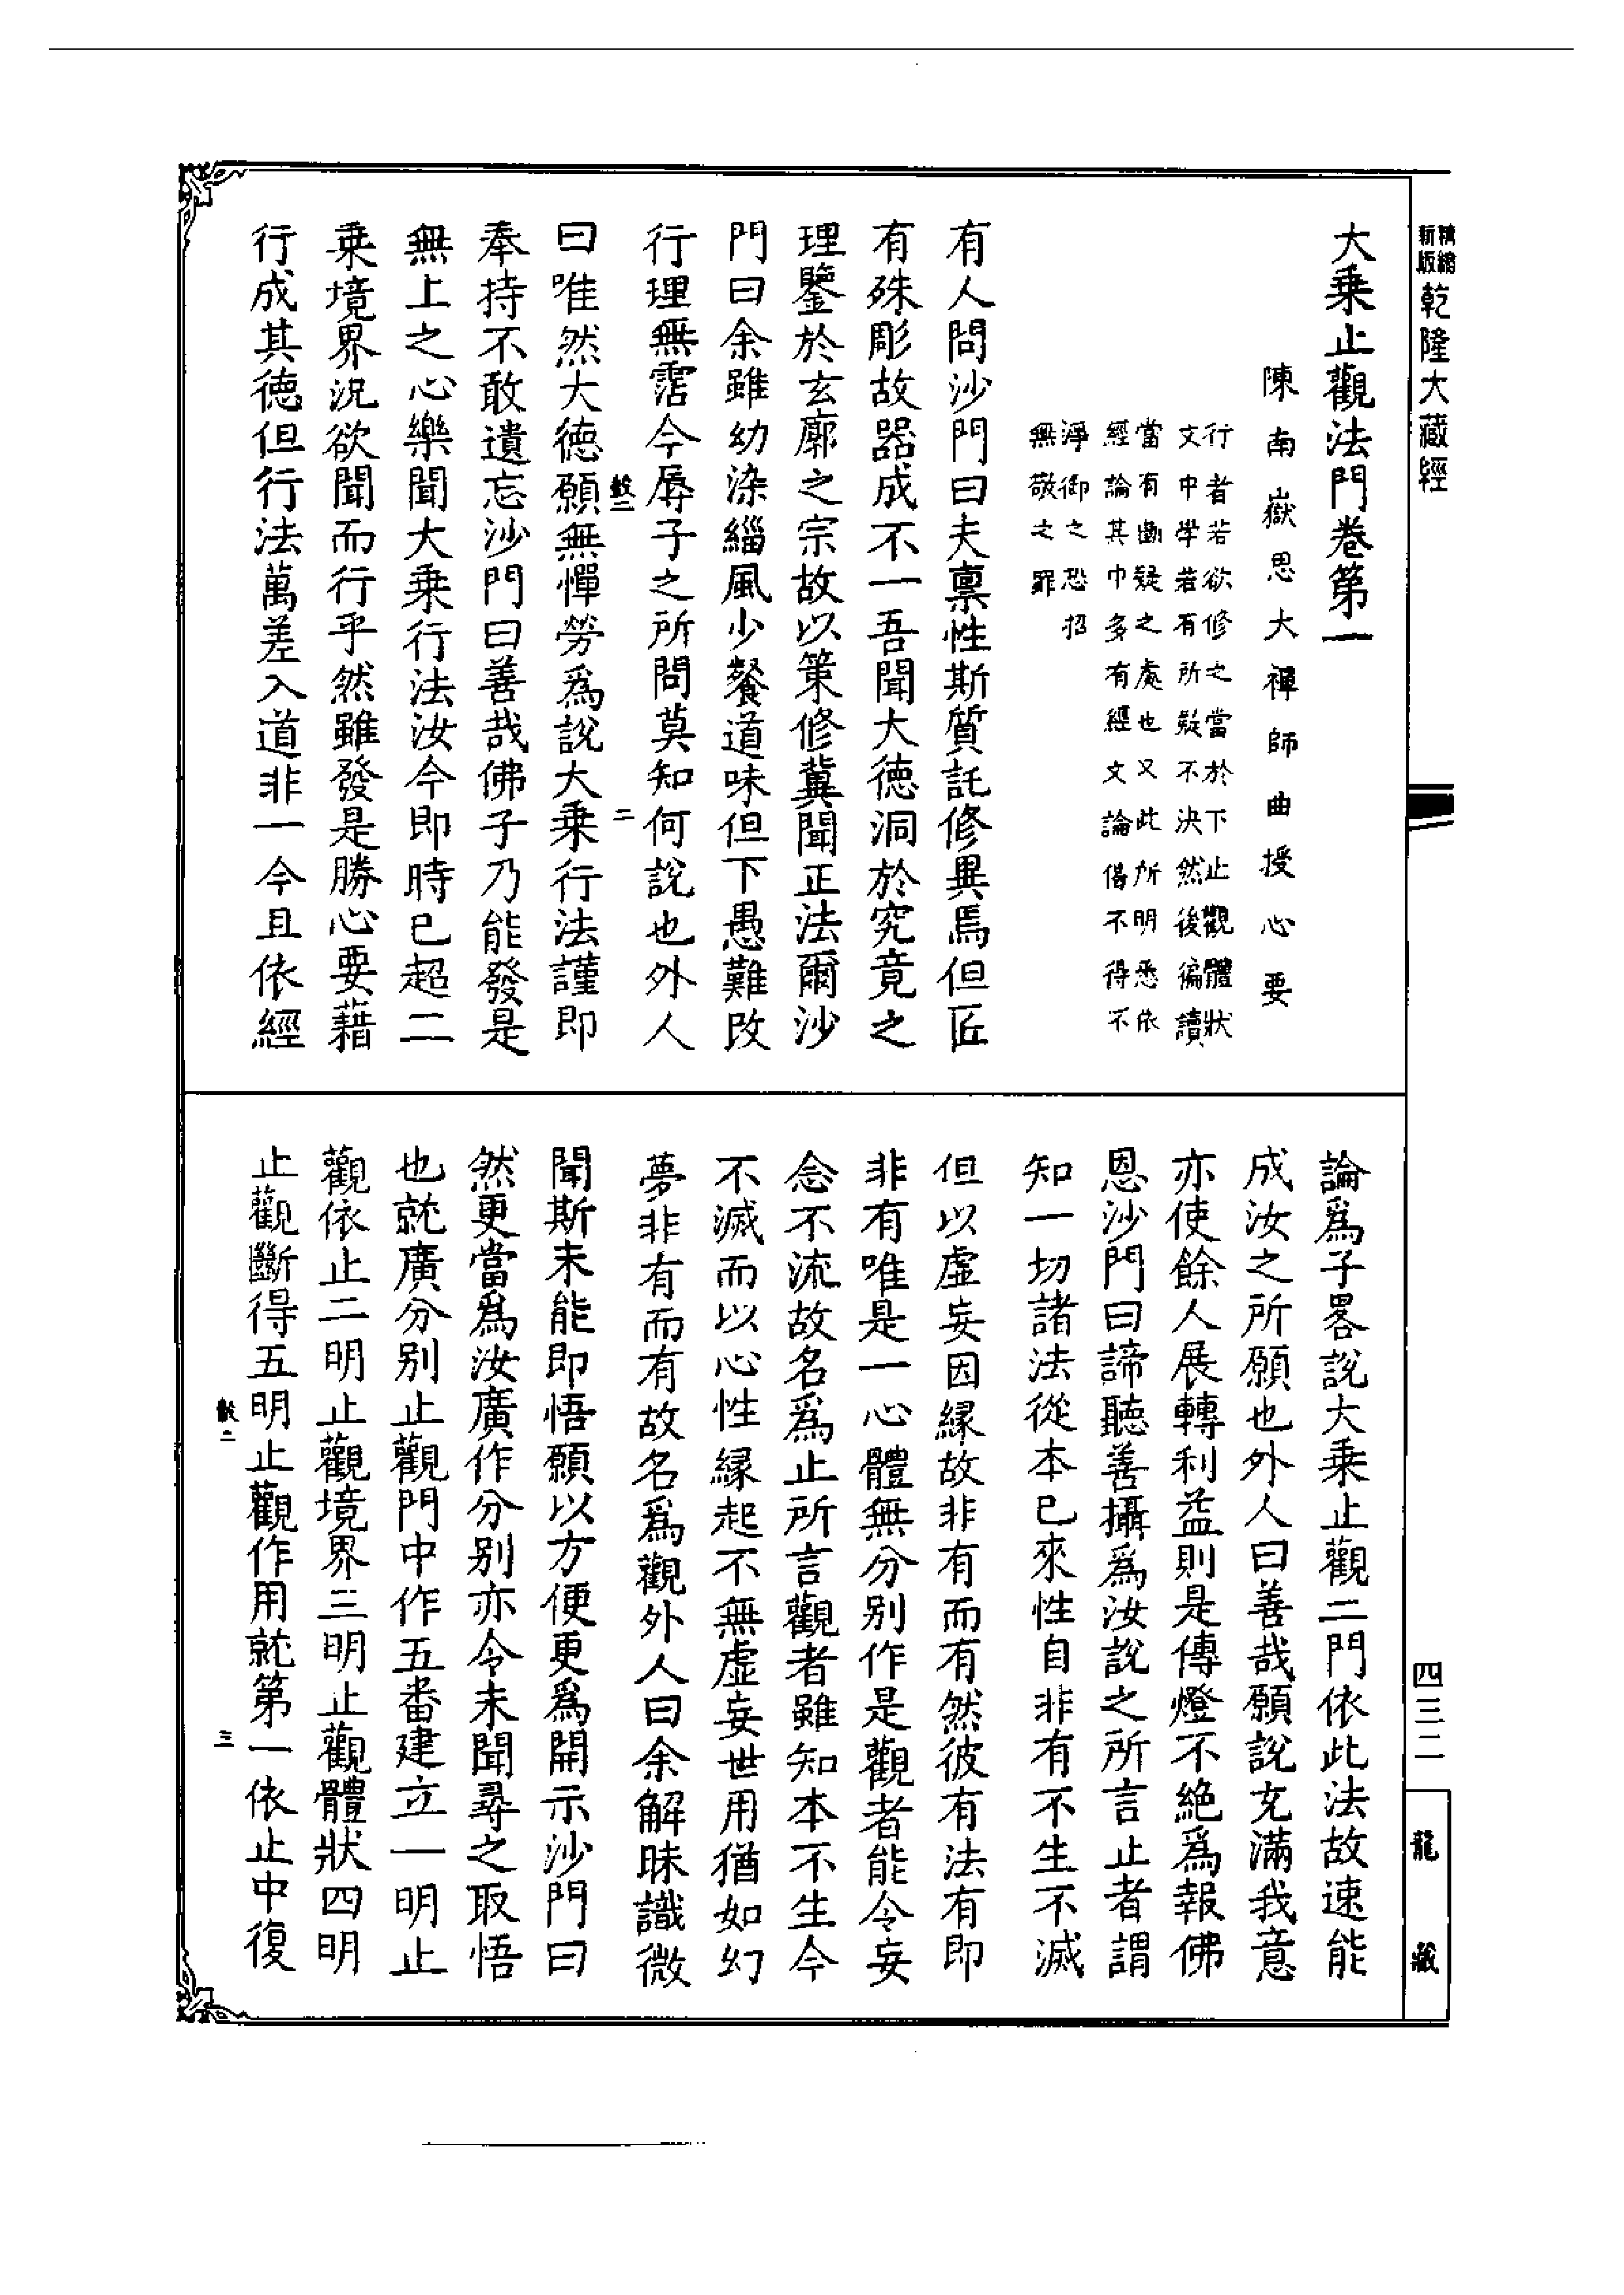 精縮
新版
乾隆大藏經
大乗止觀法門卷第一
陳南嶽思大禪師曲授心要
行者若欲修之當於下止觀體狀
文中學若有所疑不決然後徧讀
當有斷疑之處也又此所明悉依
經論其中多有經文論偈不得不
淨御之恐招
無敬之罪
有人問沙門曰夫禀性斯質託修異焉但匠
有殊彫故器成不一吾聞大德洞於究竟之
理鑒於玄廓之宗故以策修冀聞正法爾沙
門曰余雖幼染緇風少餐道味但下愚難改
行理無霑今辱子之所問莫知何說也外人
二
曰唯然大德願無憚勞爲說大乗行法謹即
奉持不敢遺忘沙門曰善哉佛子乃能發是
無上之心樂聞大乗行法汝今即時已超二
乗境界況欲聞而行乎然雖發是勝心要藉
行成其德但行法萬差入道非一今且依經
論爲子畧說大乗止觀二門依此法故速能
成汝之所願也外人曰善哉願說充滿我意
亦使餘人展轉利益則是傳燈不絶爲報佛
恩沙門曰諦聽善攝爲汝說之所言止者謂
知一切諸法從本已來性自非有不生不滅
但以虛妄因縁故非有而有然彼有法有即
非有唯是一心體無分別作是觀者能令妄
念不流故名爲止所言觀者雖知本不生今
不滅而以心性縁起不無虛妄世用猶如幻
夢非有而有故名爲觀外人曰余解昧識微
聞斯未能即悟願以方便更爲開示沙門曰
然更當爲汝廣作分別亦令未聞尋之取悟
也就廣分別止觀門中作五番建立一明止
觀依止二明止觀境界三明止觀體狀四明
止觀斷得五明止觀作用就第一依止中復
三
四三二
龍藏